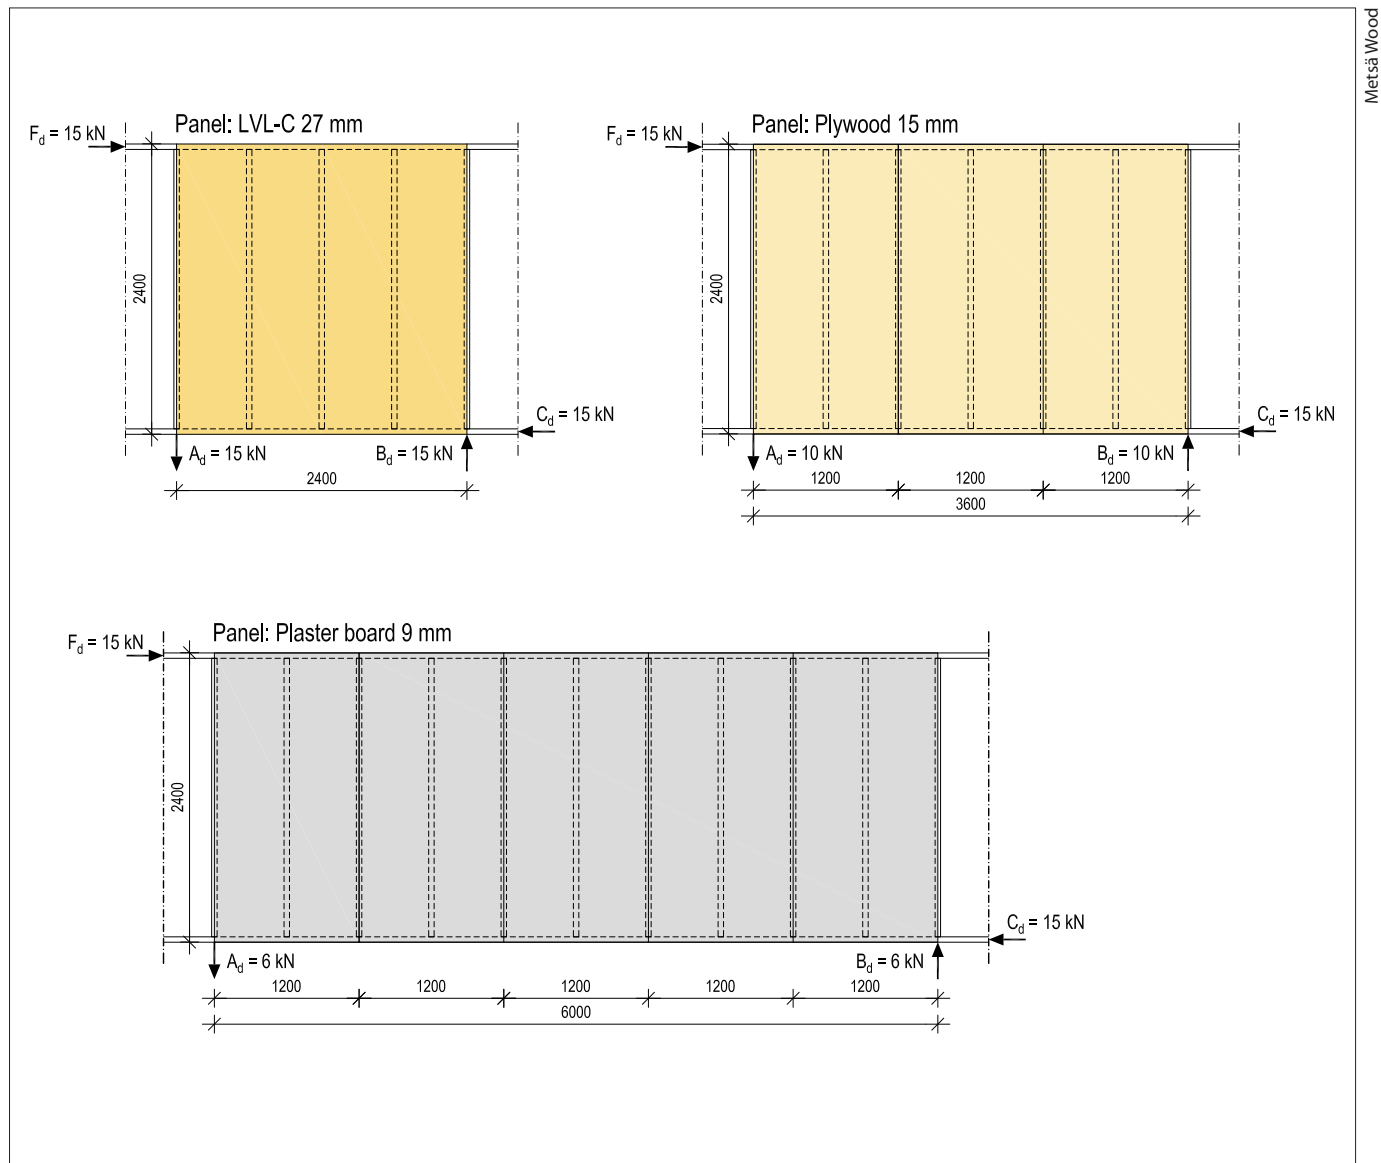 Metsä Wood
Panel: LVL-C 27 mm
F_d = 15 kN
2400
C_d = 15 kN
A_d = 15 kN
B_d = 15 kN
2400
Panel: Plywood 15 mm
F_d = 15 kN
2400
C_d = 15 kN
A_d = 10 kN
B_d = 10 kN
1200
1200
1200
3600
Panel: Plaster board 9 mm
F_d = 15 kN
2400
C_d = 15 kN
A_d = 6 kN
B_d = 6 kN
1200
1200
1200
1200
1200
6000